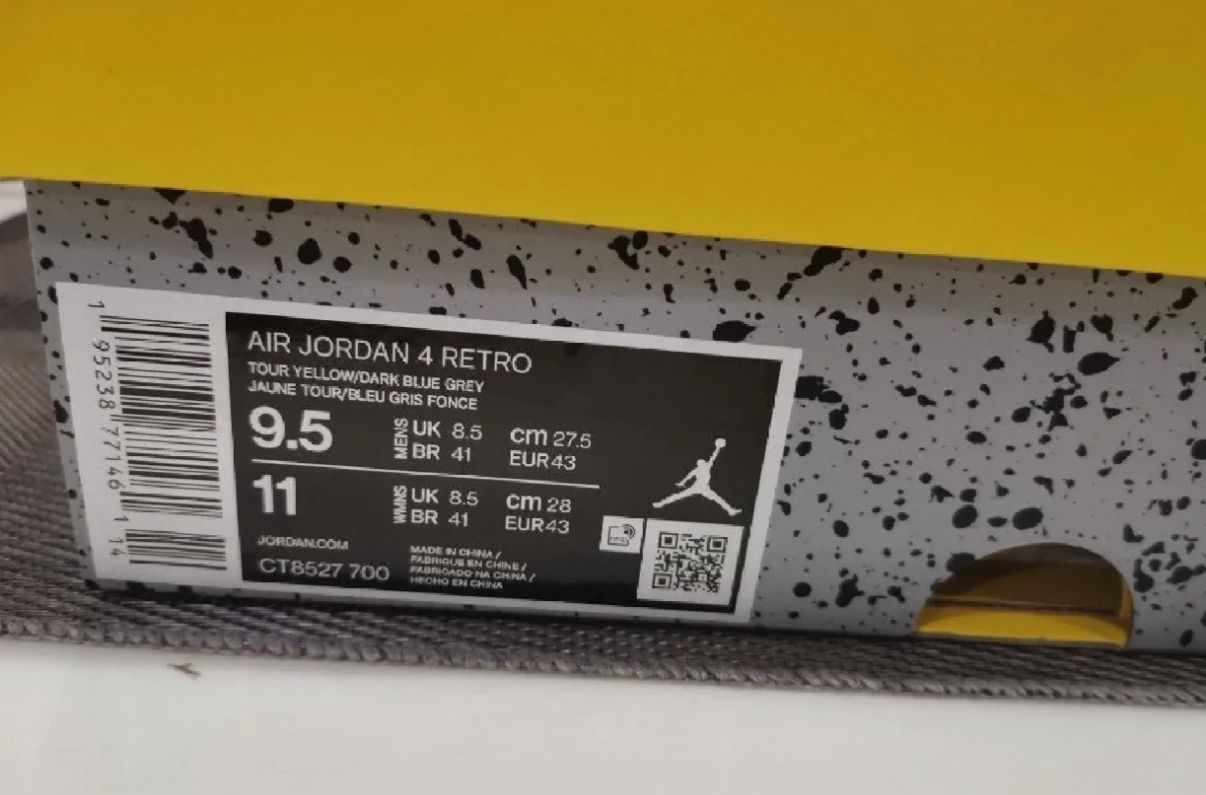 AIR JORDAN 4 RETRO
TOUR YELLOW/DARK BLUE GREY
JAUNE TOUR/BLEU GRIS FONCE
9.5 MENS UK 8.5 cm 27.5
BR 41 EUR43
11 WMNS UK 8.5 cm 28
BR 41 EUR43
JORDAN.COM
CT8527 700
MADE IN CHINA /
FABRIQUE EN CHINE /
FABRICADO NA CHINA /
HECHO EN CHINA
1 95238 77146 1 14